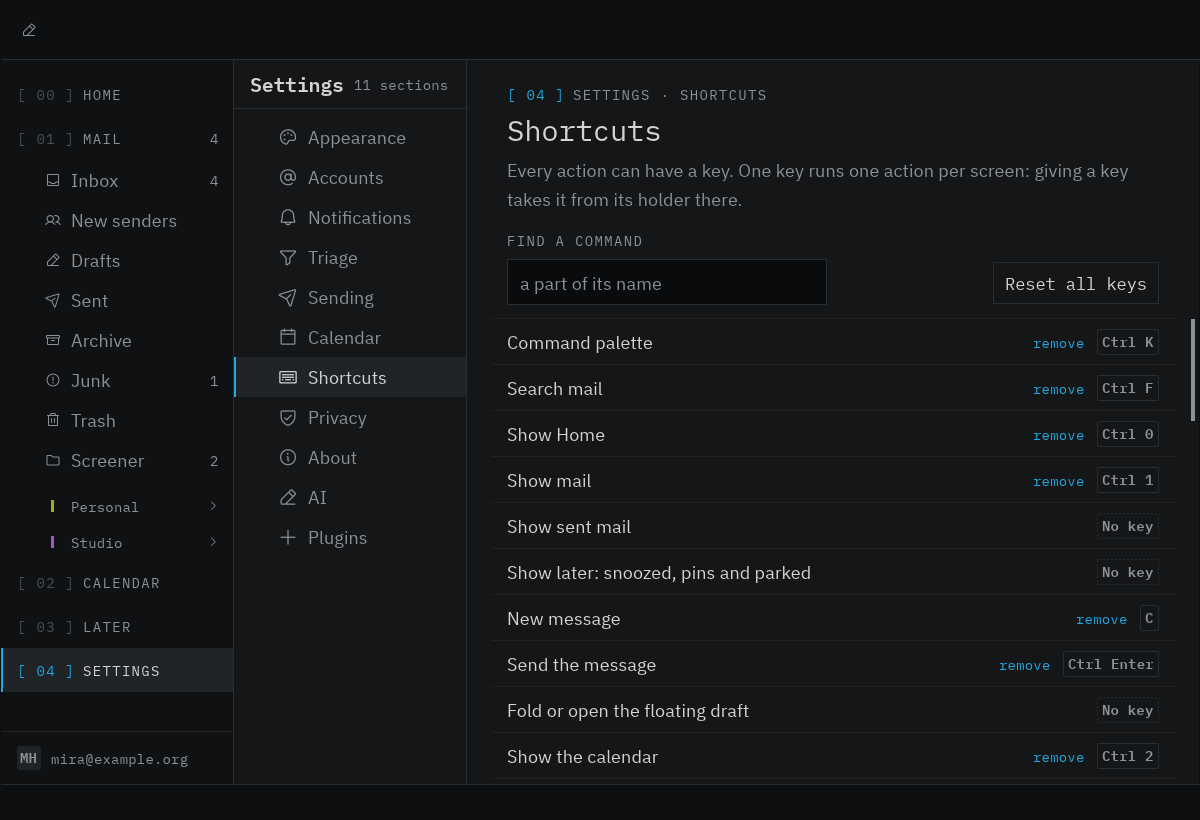 [ 00 ] HOME
[ 01 ] MAIL 4
Inbox 4
New senders
Drafts
Sent
Archive
Junk 1
Trash
Screener 2
Personal
Studio
[ 02 ] CALENDAR
[ 03 ] LATER
[ 04 ] SETTINGS
MH mira@example.org
Settings 11 sections
Appearance
Accounts
Notifications
Triage
Sending
Calendar
Shortcuts
Privacy
About
AI
Plugins
[ 04 ] SETTINGS · SHORTCUTS
Shortcuts
Every action can have a key. One key runs one action per screen: giving a key
takes it from its holder there.
FIND A COMMAND
a part of its name Reset all keys
Command palette remove Ctrl K
Search mail remove Ctrl F
Show Home remove Ctrl 0
Show mail remove Ctrl 1
Show sent mail No key
Show later: snoozed, pins and parked No key
New message remove C
Send the message remove Ctrl Enter
Fold or open the floating draft No key
Show the calendar remove Ctrl 2